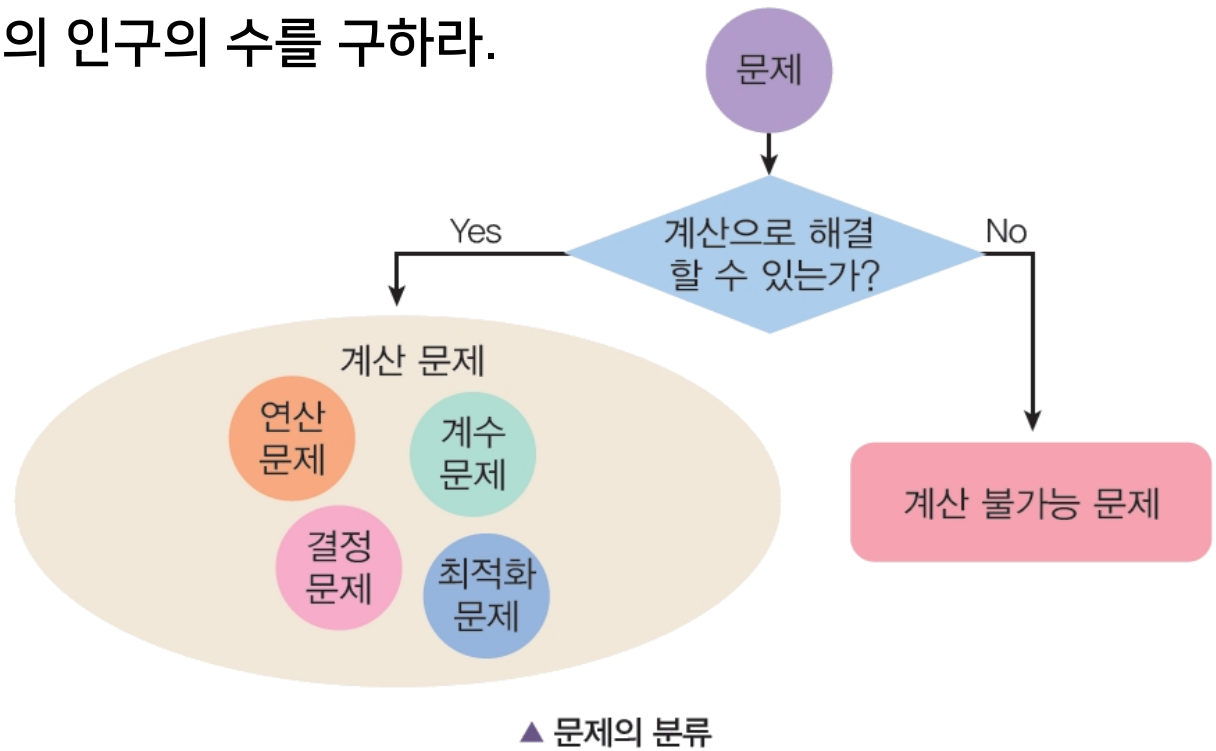 의 인구의 수를 구하라.
문제
계산으로 해결
할 수 있는가?
Yes
No
계산 문제
연산
문제
계수
문제
결정
문제
최적화
문제
계산 불가능 문제
▲ 문제의 분류